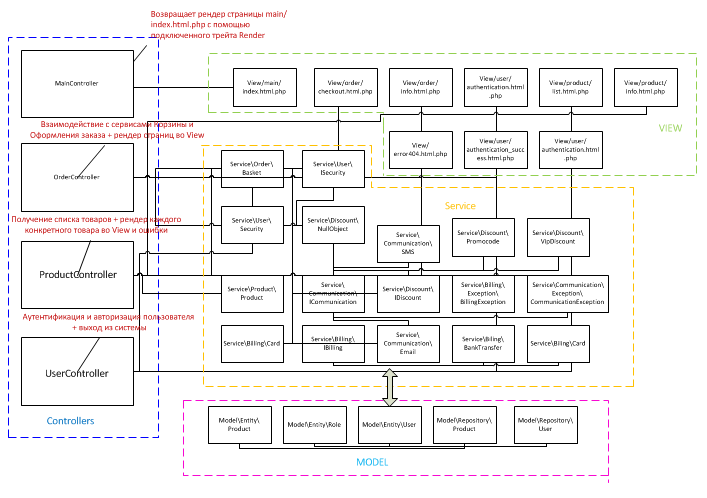 Возвращает рендер страницы main/
index.html.php с помощью
подключенного трейта Render
MainController
View/main/
index.html.php
View/order/
checkout.html.php
View/order/
info.html.php
View/user/
authentication.html
.php
View/product/
list.html.php
View/product/
info.html.php
VIEW
Взаимодействие с сервисами Корзины и
Оформления заказа + рендер страниц во View
View/
error404.html.php
View/user/
authentication_succ
ess.html.php
View/user/
authentication.html
.php
OrderController
Service\Order\
Basket
Service\User\
ISecurity
Service
Получение списка товаров + рендер каждого
конкретного товара во View и ошибки
Service\User\
Security
Service\Discount\
NullObject
Service\
Communication\
SMS
Service\Discount\
Promocode
Service\Discount\
VipDiscount
ProductController
Service\Product\
Product
Service\
Communication\
ICommunication
Service\Discount\
IDiscount
Service\Billing\
Exception\
BillingException
Service\Communication\
Exception\
CommunicationException
Аутентификация и авторизация пользователя
+ выход из системы
Service\Billing\Card
Service\Billing\
IBilling
Service\
Communication\
Email
Service\Billing\
BankTransfer
Service\Billing\Card
UserController
Controllers
Model\Entity\
Product
Model\Entity\Role
Model\Entity\User
Model\Repository\
Product
Model\Repository\
User
MODEL